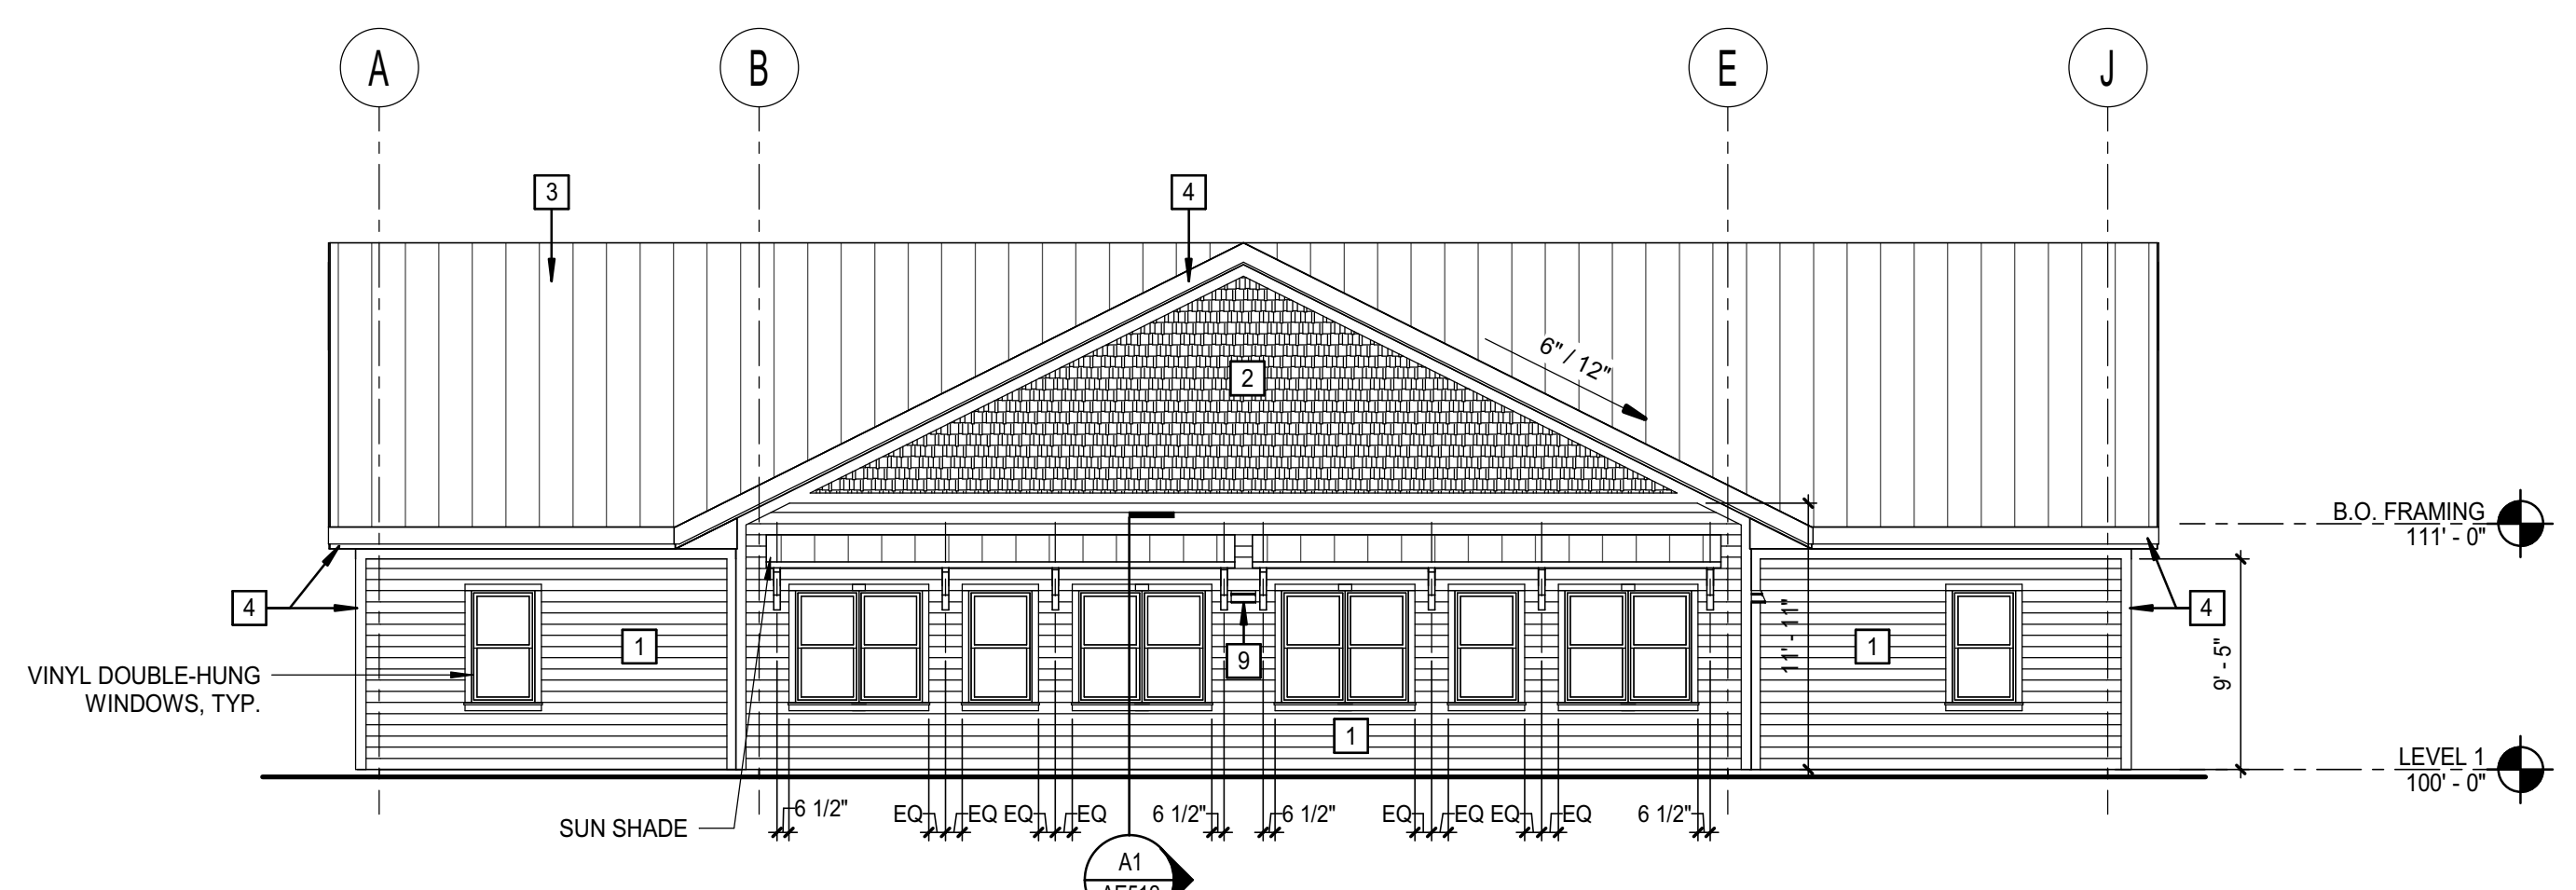 A
B
E
J
3
4
6" / 12"
2
B.O. FRAMING
111' - 0"
4
1
9
11' - 11"
1
4
9' - 5"
VINYL DOUBLE-HUNG
WINDOWS, TYP.
1
LEVEL 1
100' - 0"
SUN SHADE
6 1/2"
EQ
EQ
EQ
EQ
6 1/2"
6 1/2"
EQ
EQ
EQ
EQ
6 1/2"
A1